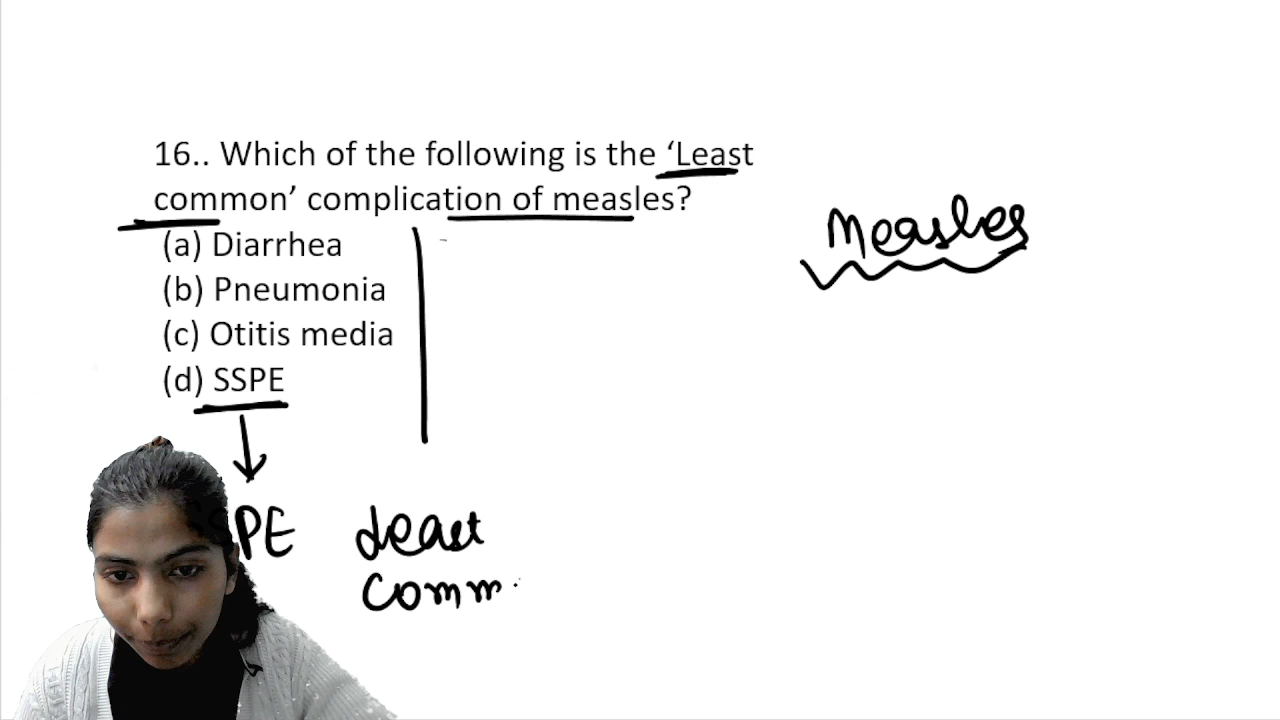 16.. Which of the following is the ‘Least
common’ complication of measles?
(a) Diarrhea
(b) Pneumonia
(c) Otitis media
(d) SSPE
Measles
SSPE Least
Comm